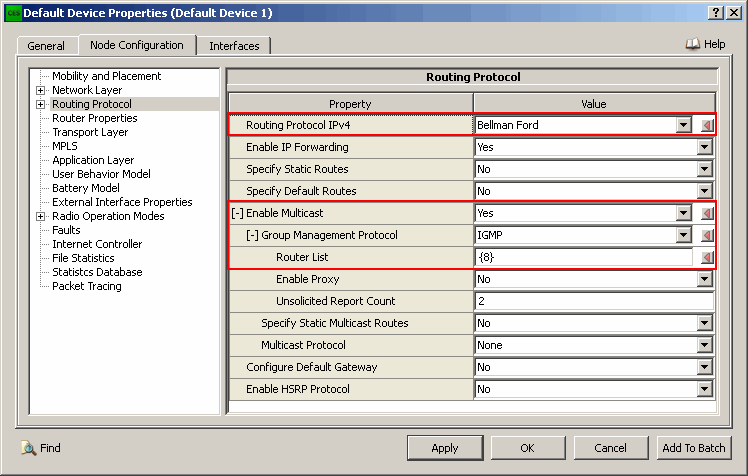 Default Device Properties (Default Device 1)
General Node Configuration Interfaces Help
Mobility and Placement
Network Layer
Routing Protocol
Router Properties
Transport Layer
MPLS
Application Layer
User Behavior Model
Battery Model
External Interface Properties
Radio Operation Modes
Faults
Internet Controller
File Statistics
Statistcs Database
Packet Tracing
Routing Protocol
Property Value
Routing Protocol IPv4 Bellman Ford
Enable IP Forwarding Yes
Specify Static Routes No
Specify Default Routes No
[-] Enable Multicast Yes
[-] Group Management Protocol IGMP
Router List {8}
Enable Proxy No
Unsolicited Report Count 2
Specify Static Multicast Routes No
Multicast Protocol None
Configure Default Gateway No
Enable HSRP Protocol No
Find Apply OK Cancel Add To Batch